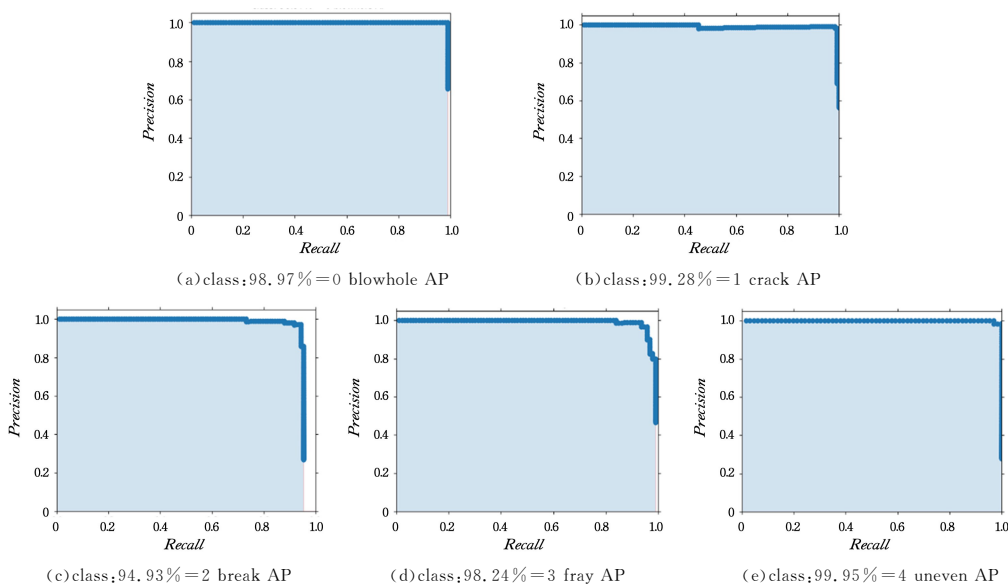 1.0
0.8
0.6
0.4
0.2
0
Precision
0 0.2 0.4 0.6 0.8 1.0
Recall
(a)class:98.97%=0 blowhole AP
1.0
0.8
0.6
0.4
0.2
0
Precision
0 0.2 0.4 0.6 0.8 1.0
Recall
(b)class:99.28%=1 crack AP
1.0
0.8
0.6
0.4
0.2
0
Precision
0 0.2 0.4 0.6 0.8 1.0
Recall
(c)class:94.93%=2 break AP
1.0
0.8
0.6
0.4
0.2
0
Precision
0 0.2 0.4 0.6 0.8 1.0
Recall
(d)class:98.24%=3 fray AP
1.0
0.8
0.6
0.4
0.2
0
Precision
0 0.2 0.4 0.6 0.8 1.0
Recall
(e)class:99.95%=4 uneven AP